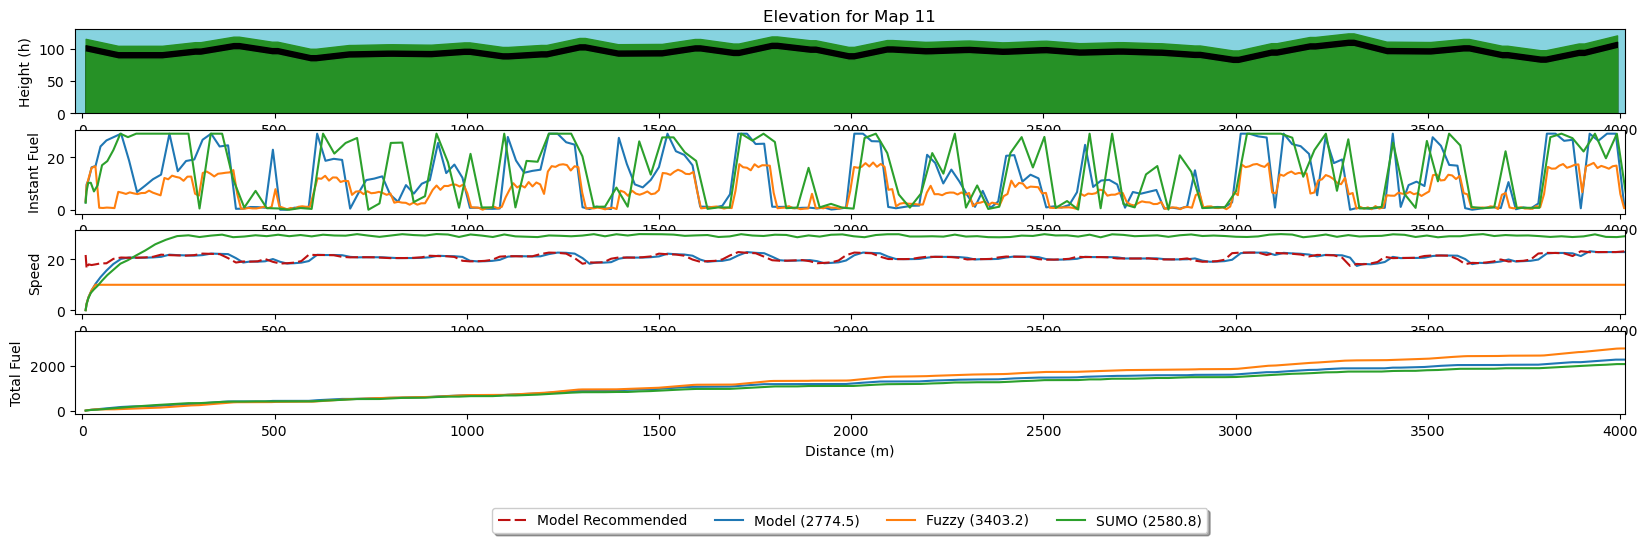 Elevation for Map 11
Height (h)
100
50
0
0 500 1000 1500 2000 2500 3000 3500 4000
Instant Fuel
20
0
0 500 1000 1500 2000 2500 3000 3500 4000
Speed
20
0
0 500 1000 1500 2000 2500 3000 3500 4000
Total Fuel
2000
0
0 500 1000 1500 2000 2500 3000 3500 4000
Distance (m)
Model Recommended Model (2774.5) Fuzzy (3403.2) SUMO (2580.8)